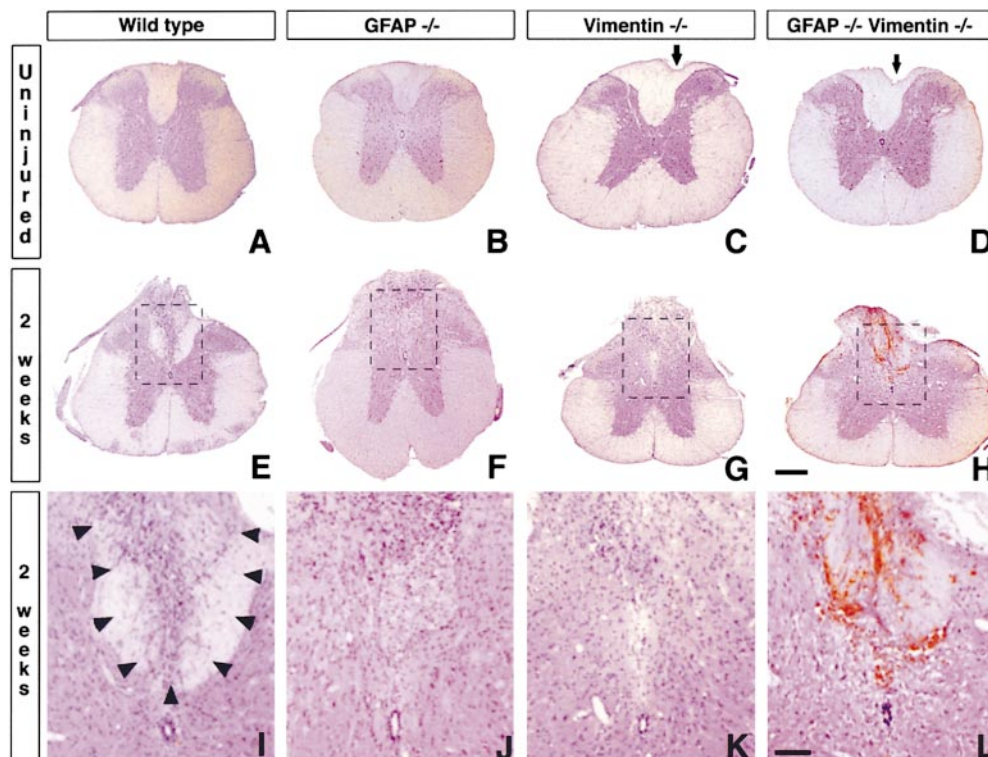 Wild type
GFAP -/-
Vimentin -/-
GFAP -/- Vimentin -/-
Uninjured
A
B
C
D
2 weeks
E
F
G
H
2 weeks
I
J
K
L